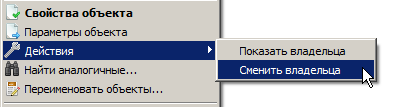 Свойства объекта
Параметры объекта
Действия
Найти аналогичные...
Переименовать объекты...
Показать владельца
Сменить владельца